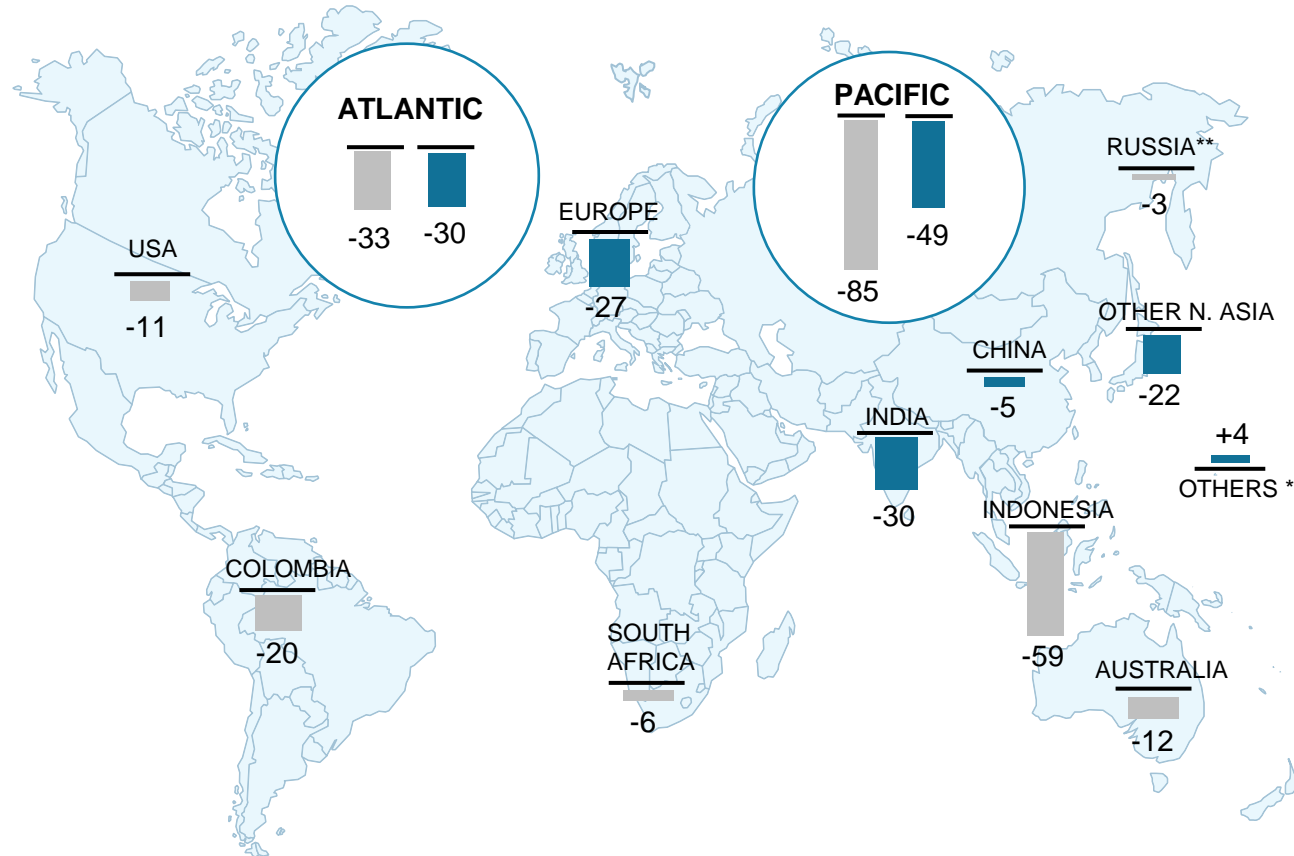 ATLANTIC
-33
-30
PACIFIC
-85
-49
RUSSIA**
-3
EUROPE
-27
USA
-11
OTHER N. ASIA
-22
CHINA
-5
INDIA
-30
+4
OTHERS *
INDONESIA
-59
COLOMBIA
-20
SOUTH
AFRICA
-6
AUSTRALIA
-12